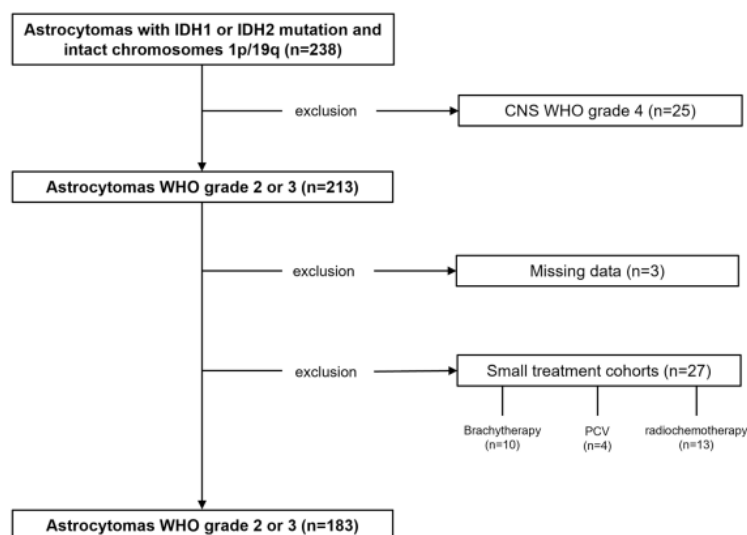 Astrocytomas with IDH1 or IDH2 mutation and
intact chromosomes 1p/19q (n=238)
exclusion
CNS WHO grade 4 (n=25)
Astrocytomas WHO grade 2 or 3 (n=213)
exclusion
Missing data (n=3)
exclusion
Small treatment cohorts (n=27)
Brachytherapy
(n=10)
PCV
(n=4)
radiochemotherapy
(n=13)
Astrocytomas WHO grade 2 or 3 (n=183)